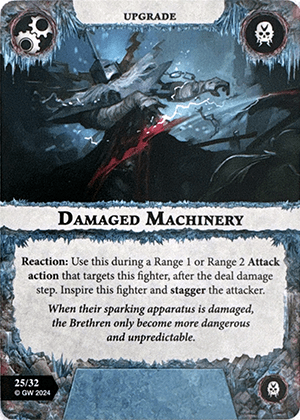 UPGRADE
DAMAGED MACHINERY
Reaction: Use this during a Range 1 or Range 2 Attack
action that targets this fighter, after the deal damage
step. Inspire this fighter and stagger the attacker.
When their sparking apparatus is damaged,
the Brethren only become more dangerous
and unpredictable.
25/32
© GW 2024